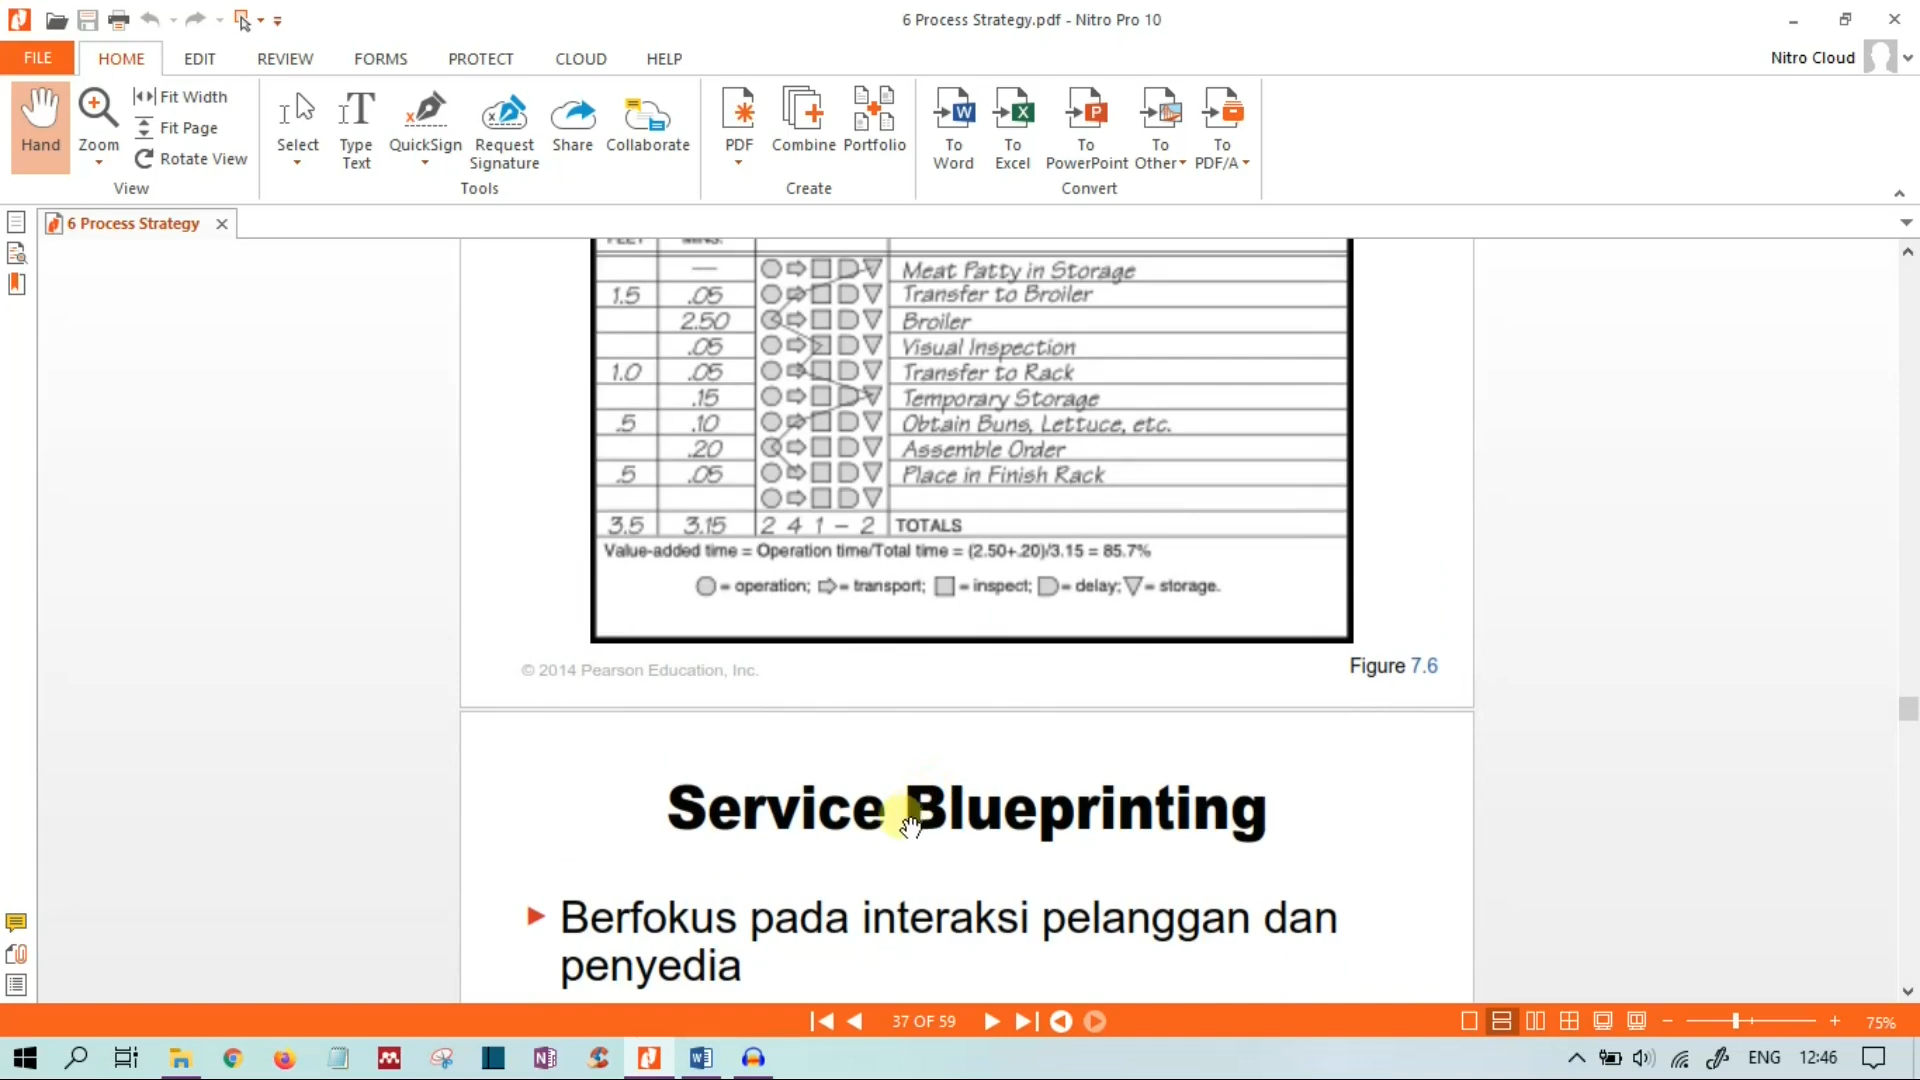 6 Process Strategy.pdf - Nitro Pro 10
FILE HOME EDIT REVIEW FORMS PROTECT CLOUD HELP Nitro Cloud
Hand
Zoom
Fit Width
Fit Page
Rotate View
View
Select
Type Text
QuickSign
Request Signature
Share
Collaborate
Tools
PDF
Combine
Portfolio
Create
To Word
To Excel
To PowerPoint
To Other
To PDF/A
Convert
6 Process Strategy
— Meat Patty in Storage
1.5 .05 Transfer to Broiler
2.50 Broiler
.05 Visual Inspection
1.0 .05 Transfer to Rack
.15 Temporary Storage
.5 .10 Obtain Buns, Lettuce, etc.
.20 Assemble Order
.5 .05 Place in Finish Rack
3.5 3.15 2 4 1 – 2 TOTALS
Value-added time = Operation time/Total time = (2.50+.20)/3.15 = 85.7%
= operation; = transport; = inspect; = delay; = storage.
© 2014 Pearson Education, Inc.
Figure 7.6
Service Blueprinting
Berfokus pada interaksi pelanggan dan
penyedia
37 OF 59
75%
ENG 12:46